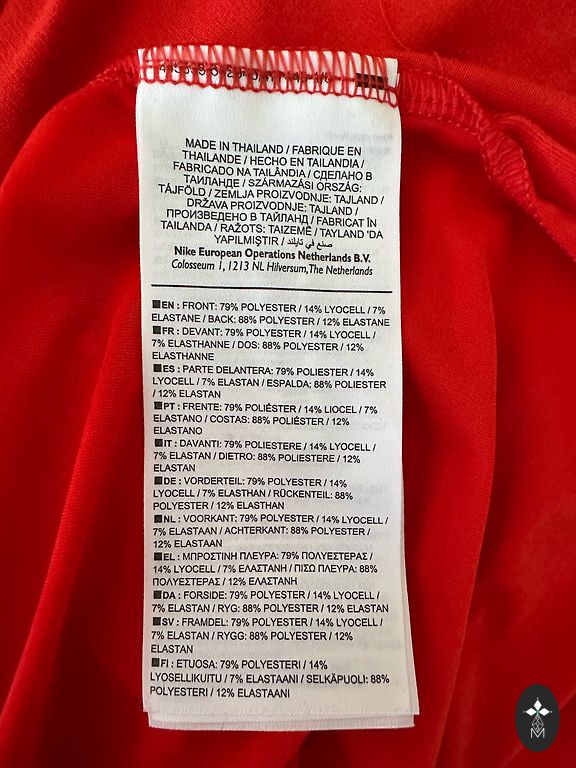 MADE IN THAILAND / FABRIQUE EN
THAILANDE / HECHO EN TAILANDIA /
FABRICADO NA TAILÂNDIA / СДЕЛАНО В
ТАИЛАНДЕ / SZÁRMAZÁSI ORSZÁG:
TÁJFÖLD / ZEMLJA PROIZVODNJE: TAJLAND /
DRŽAVA PROIZVODNJE: TAJLAND /
ПРОИЗВЕДЕНО В ТАЙЛАНД / FABRICAT ÎN
TAILANDA / RAŽOTS: TAIZEMĒ / TAYLAND 'DA
YAPILMIŞTIR / صنع في تايلند
Nike European Operations Netherlands B.V.
Colosseum 1, 1213 NL Hilversum, The Netherlands
EN : FRONT: 79% POLYESTER / 14% LYOCELL / 7%
ELASTANE / BACK: 88% POLYESTER / 12% ELASTANE
FR : DEVANT: 79% POLYESTER / 14% LYOCELL /
7% ELASTHANNE / DOS: 88% POLYESTER / 12%
ELASTHANNE
ES : PARTE DELANTERA: 79% POLIÉSTER / 14%
LYOCELL / 7% ELASTAN / ESPALDA: 88% POLIESTER
/ 12% ELASTAN
PT : FRENTE: 79% POLIÉSTER / 14% LIOCEL / 7%
ELASTANO / COSTAS: 88% POLIÉSTER / 12%
ELASTANO
IT : DAVANTI: 79% POLIESTERE / 14% LYOCELL /
7% ELASTAN / DIETRO: 88% POLIESTERE / 12%
ELASTAN
DE : VORDERTEIL: 79% POLYESTER / 14%
LYOCELL / 7% ELASTHAN / RÜCKENTEIL: 88%
POLYESTER / 12% ELASTHAN
NL : VOORKANT: 79% POLYESTER / 14% LYOCELL /
7% ELASTAAN / ACHTERKANT: 88% POLYESTER /
12% ELASTAAN
EL : ΜΠΡΟΣΤΙΝΗ ΠΛΕΥΡΑ: 79% ΠΟΛΥΕΣΤΕΡΑΣ /
14% LYOCELL / 7% ΕΛΑΣΤΑΝΗ / ΠΙΣΩ ΠΛΕΥΡΑ: 88%
ΠΟΛΥΕΣΤΕΡΑΣ / 12% ΕΛΑΣΤΑΝΗ
DA : FORSIDE: 79% POLYESTER / 14% LYOCELL /
7% ELASTAN / RYG: 88% POLYESTER / 12% ELASTAN
SV : FRAMDEL: 79% POLYESTER / 14% LYOCELL /
7% ELASTAN / RYGG: 88% POLYESTER / 12%
ELASTAN
FI : ETUOSA: 79% POLYESTERI / 14%
LYOSELLIKUITU / 7% ELASTAANI / SELKÄPUOLI: 88%
POLYESTERI / 12% ELASTAANI